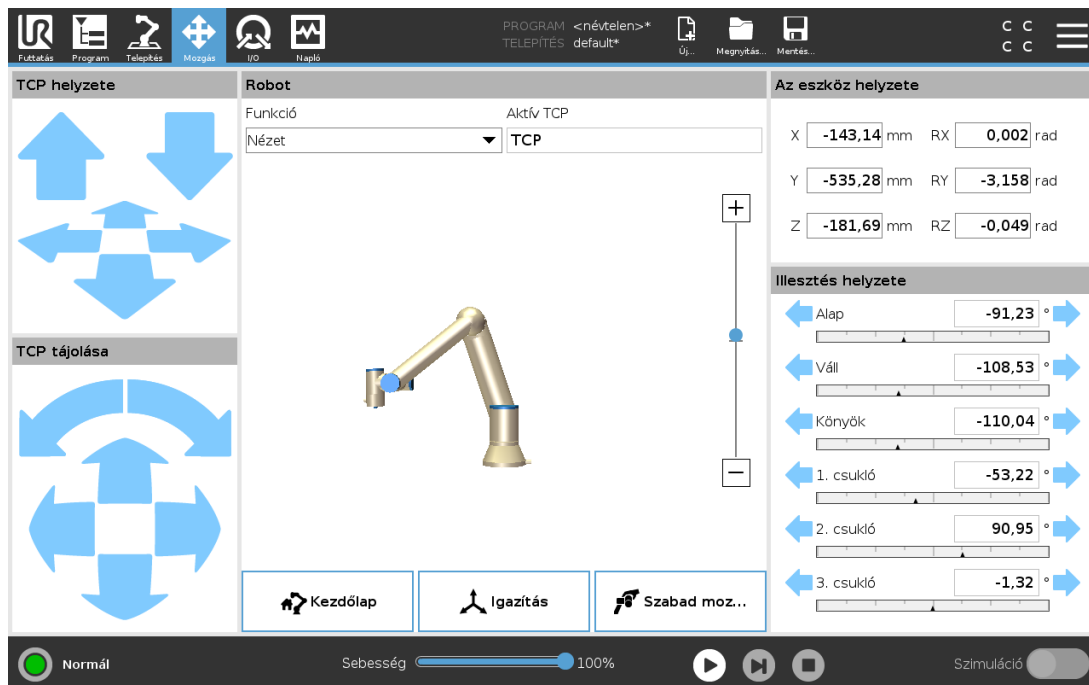 PROGRAM <névtelen>*
TELEPÍTÉS default*
C C
C C
UR
Futtatás Program Telepítés Mozgás I/O Napló
Új... Megnyitás... Mentés...
TCP helyzete
Robot
Az eszköz helyzete
Funkció
Aktív TCP
Nézet
TCP
X -143,14 mm RX 0,002 rad
Y -535,28 mm RY -3,158 rad
Z -181,69 mm RZ -0,049 rad
TCP tájolása
Illesztés helyzete
Alap -91,23 °
Váll -108,53 °
Könyök -110,04 °
1. csukló -53,22 °
2. csukló 90,95 °
3. csukló -1,32 °
Kezdőlap
Igazítás
Szabad moz...
Normál
Sebesség 100%
Szimuláció